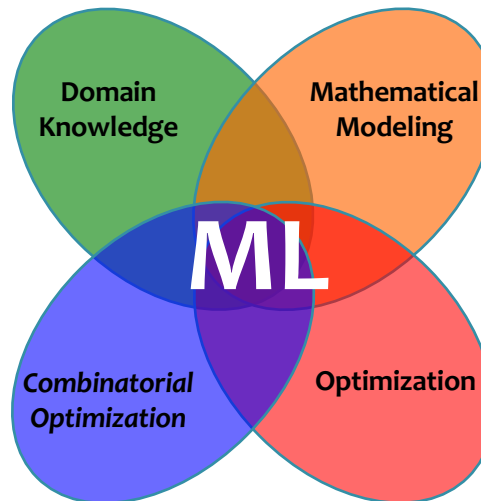 Domain
Knowledge
Mathematical
Modeling
ML
Combinatorial
Optimization
Optimization